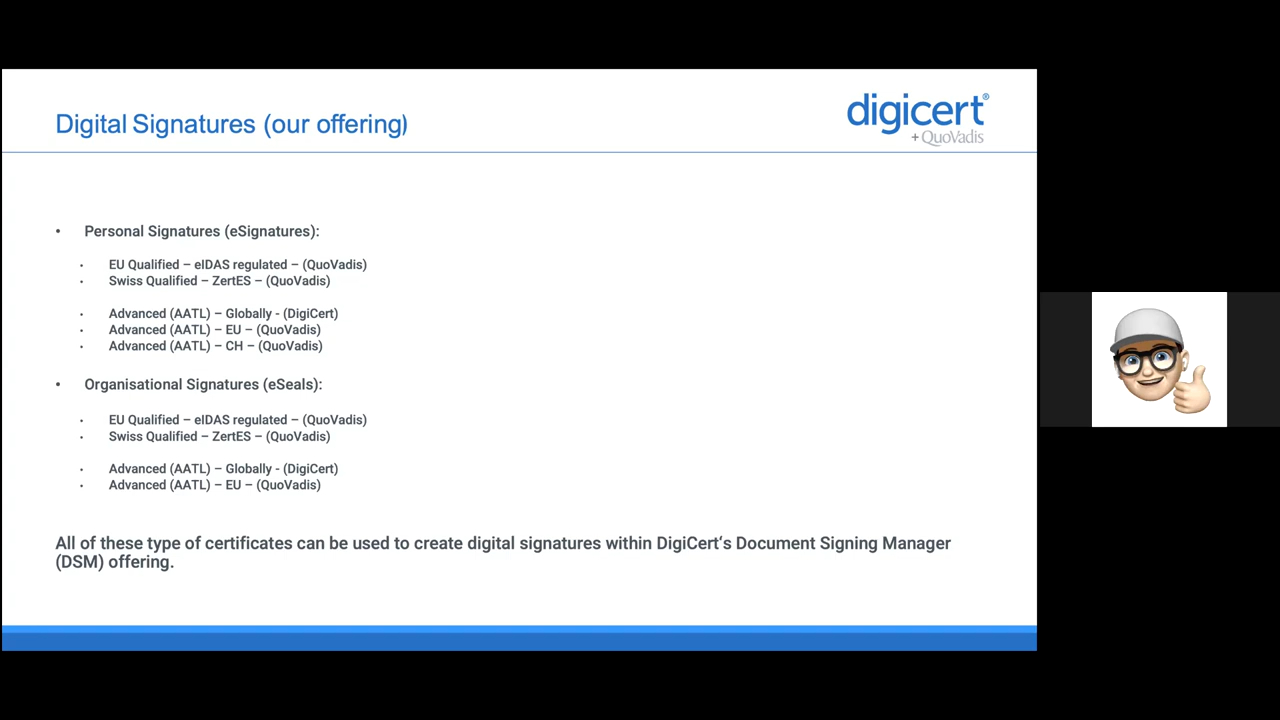 Digital Signatures (our offering)
digicert®
+ QuoVadis
• Personal Signatures (eSignatures):
• EU Qualified – eIDAS regulated – (QuoVadis)
• Swiss Qualified – ZertES – (QuoVadis)
• Advanced (AATL) – Globally - (DigiCert)
• Advanced (AATL) – EU – (QuoVadis)
• Advanced (AATL) – CH – (QuoVadis)
• Organisational Signatures (eSeals):
• EU Qualified – eIDAS regulated – (QuoVadis)
• Swiss Qualified – ZertES – (QuoVadis)
• Advanced (AATL) – Globally - (DigiCert)
• Advanced (AATL) – EU – (QuoVadis)
All of these type of certificates can be used to create digital signatures within DigiCert‘s Document Signing Manager
(DSM) offering.